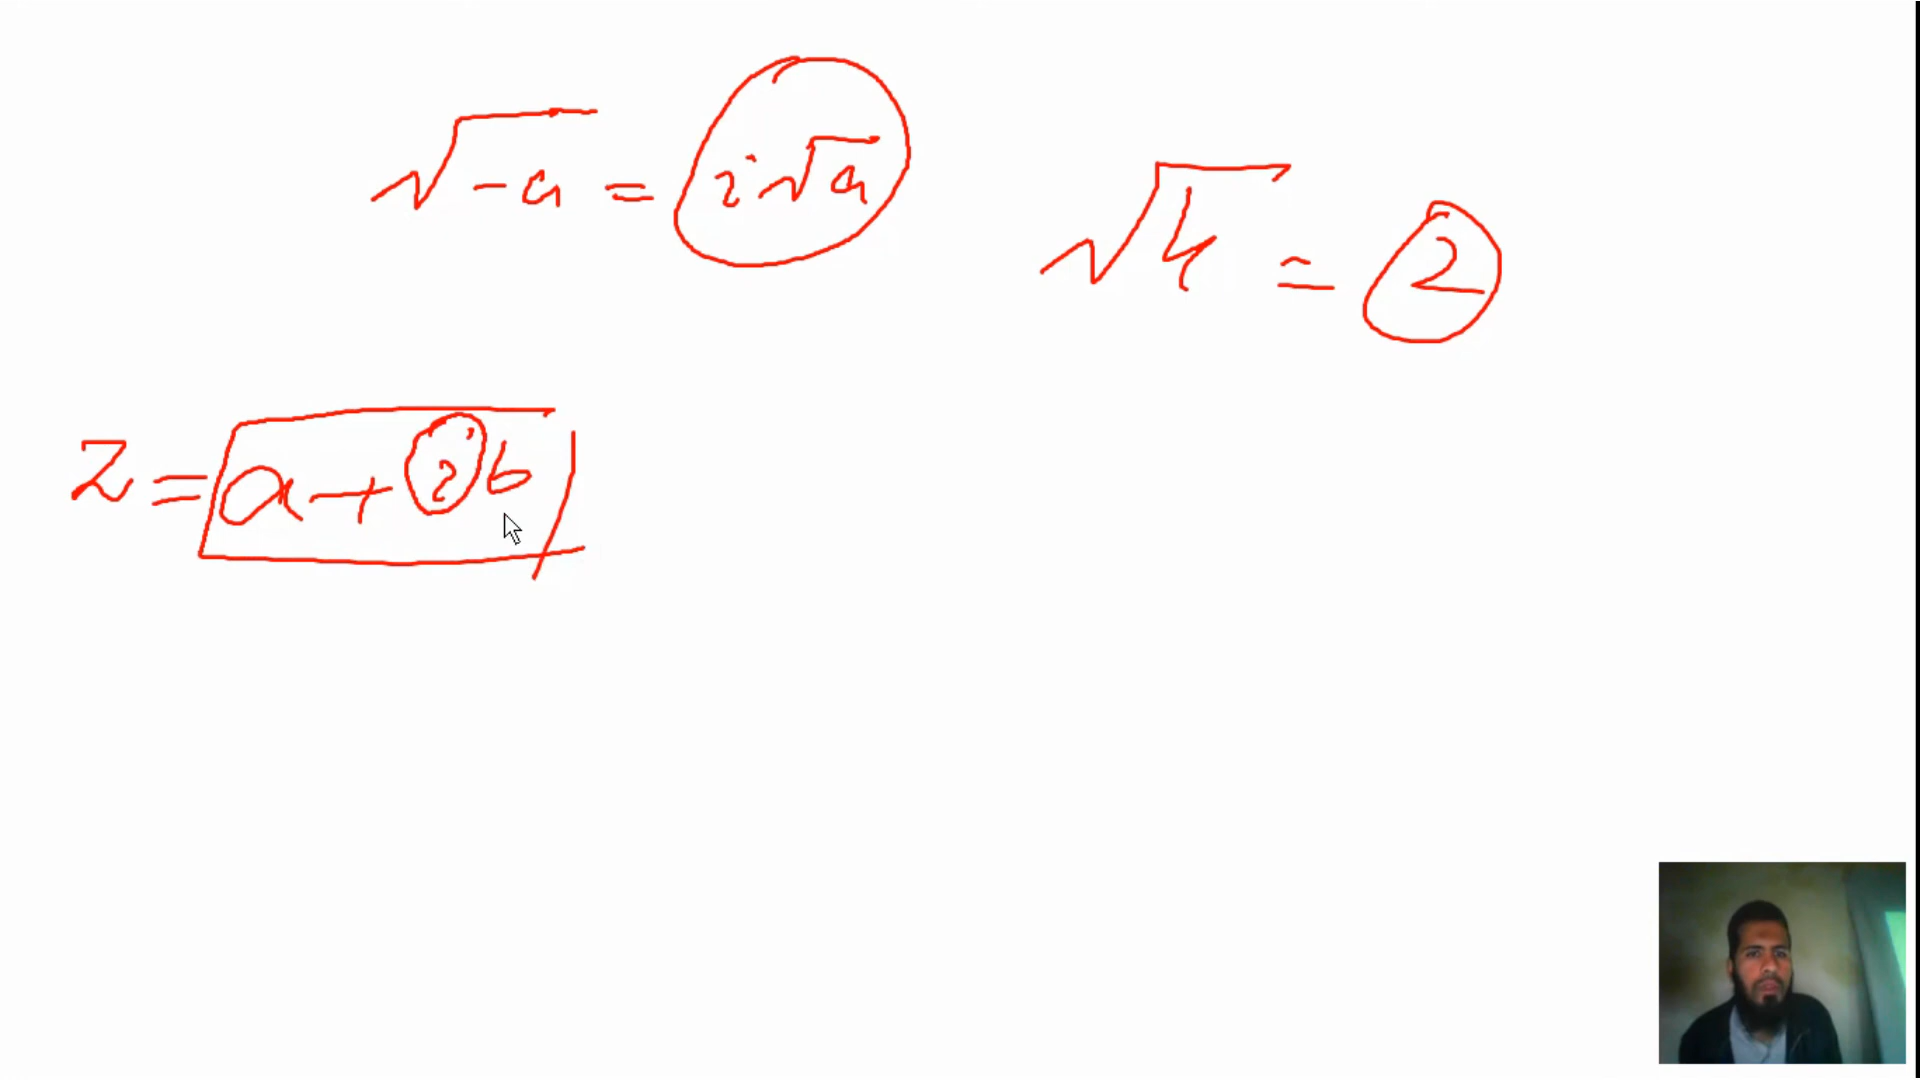 √-a = i√a
√4 = 2
Z = a + ib